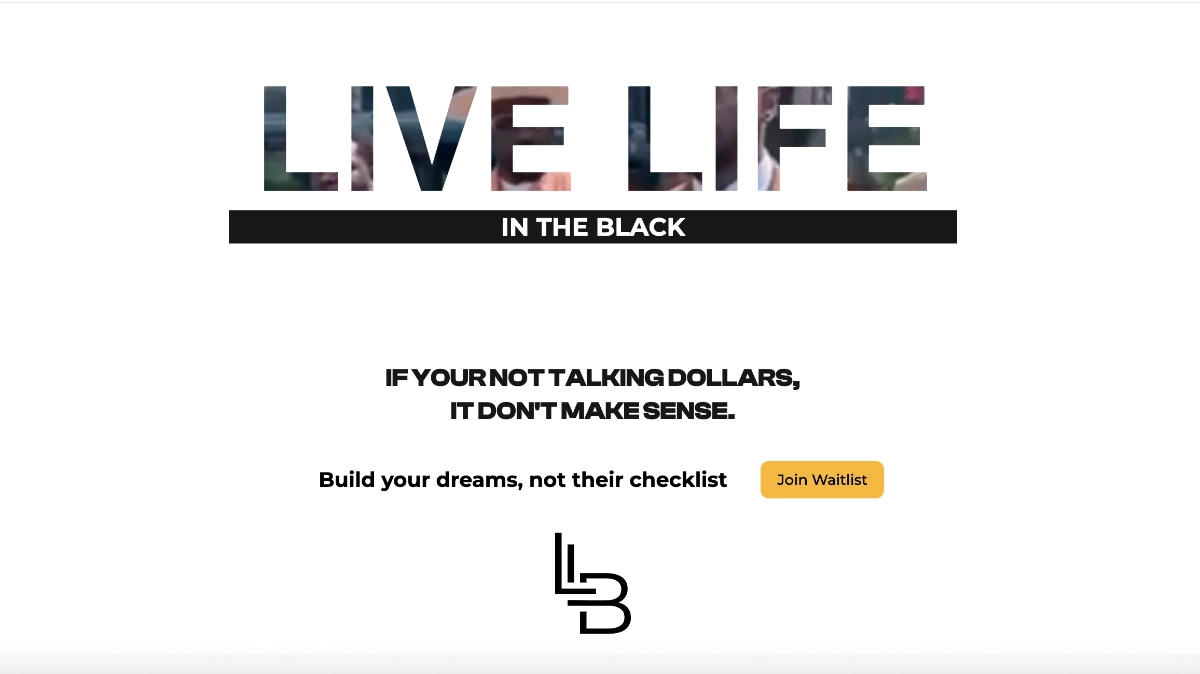 LIVE LIFE
IN THE BLACK
IF YOUR NOT TALKING DOLLARS,
IT DON'T MAKE SENSE.
Build your dreams, not their checklist
Join Waitlist
LLB